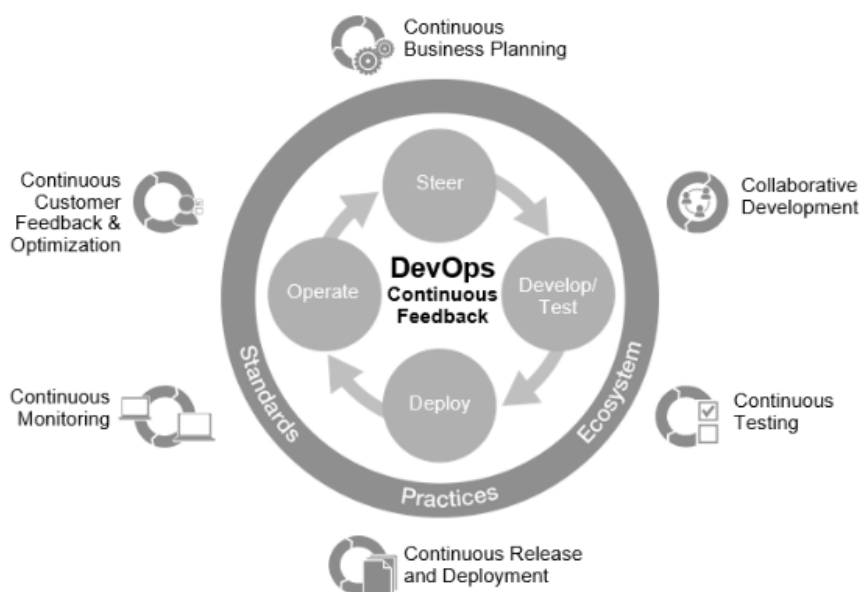 Continuous
Business Planning
Continuous
Customer
Feedback &
Optimization
Steer
Collaborative
Development
Operate
DevOps
Continuous
Feedback
Develop/
Test
Continuous
Monitoring
Standards
Deploy
Ecosystem
Continuous
Testing
Practices
Continuous Release
and Deployment